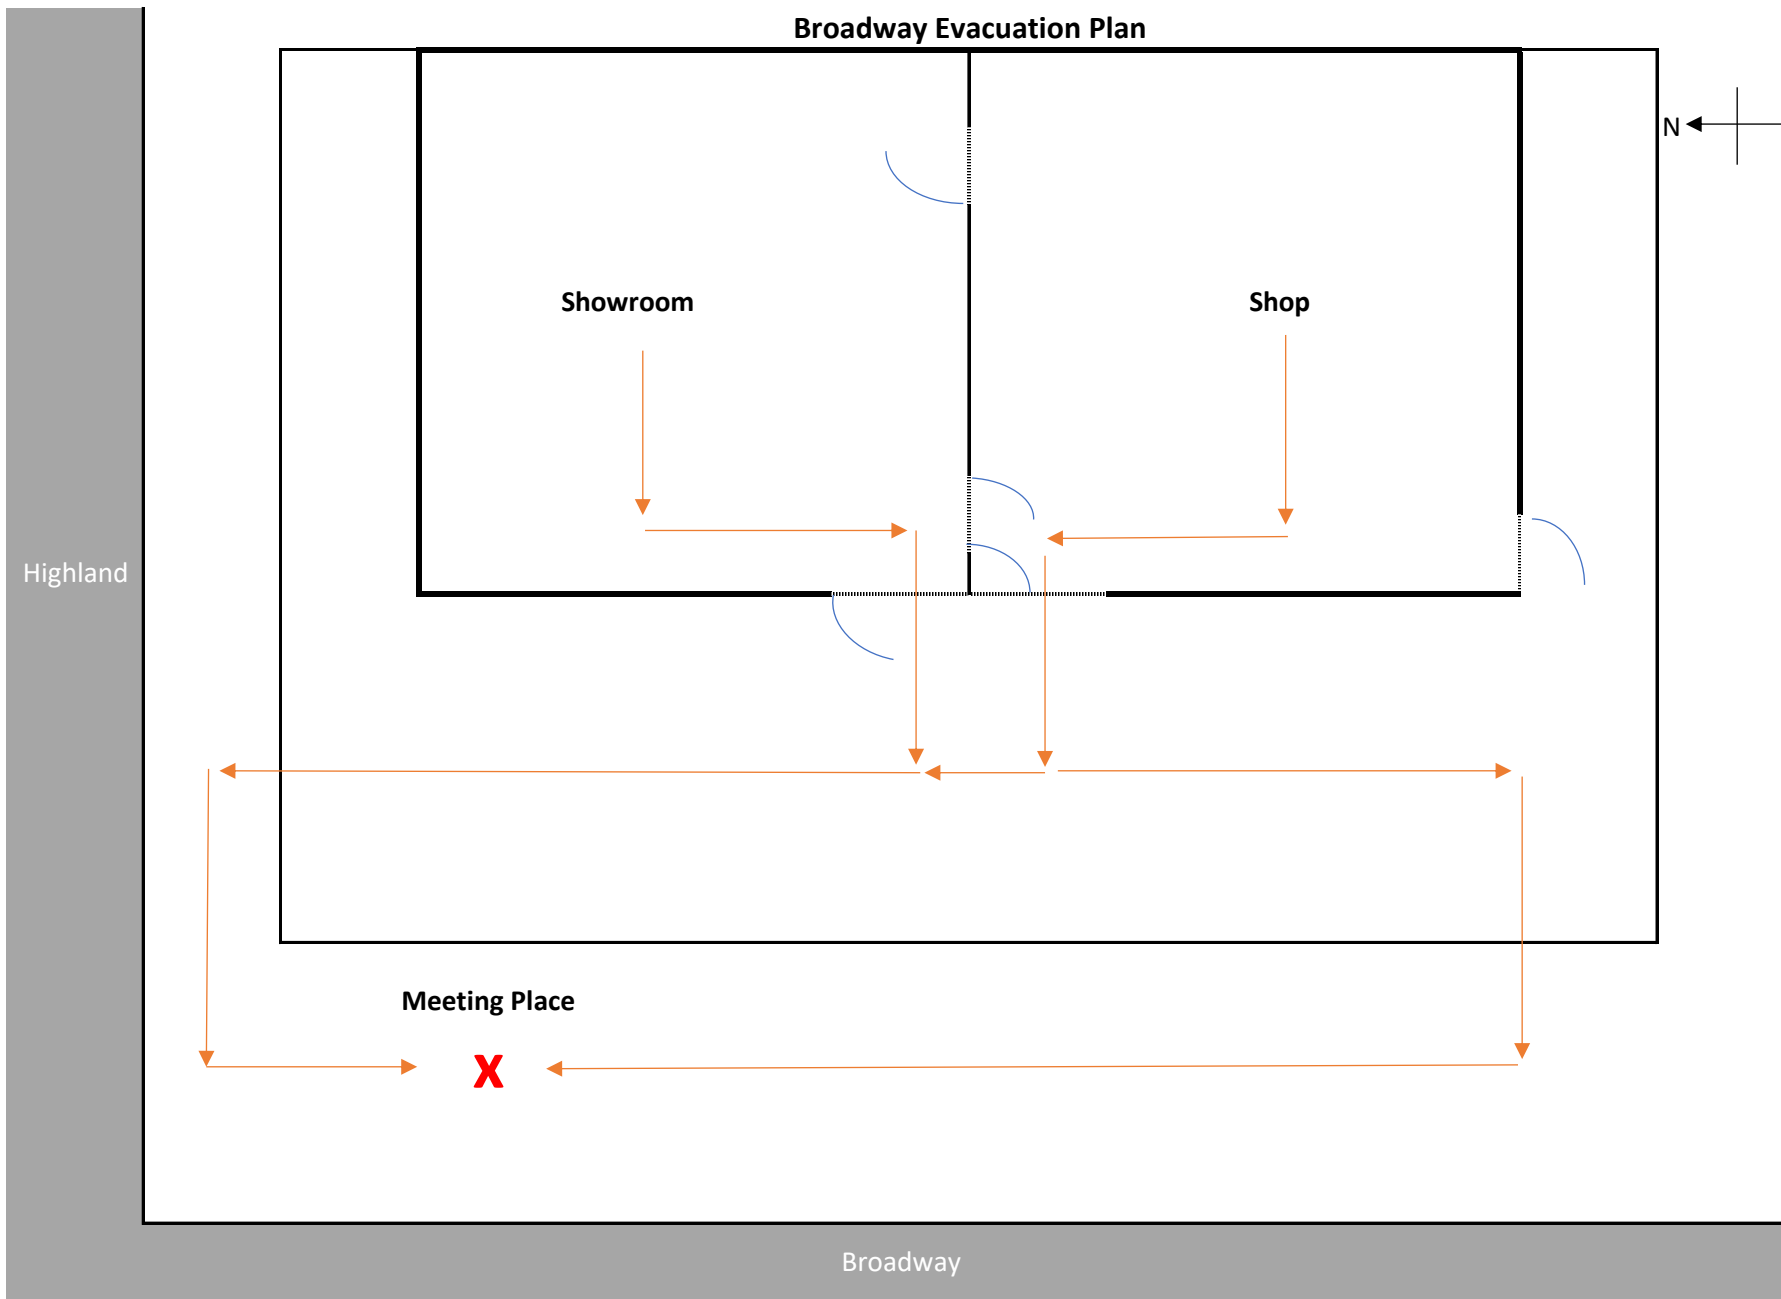 Broadway Evacuation Plan
N
Showroom
Shop
Highland
Meeting Place
X
Broadway